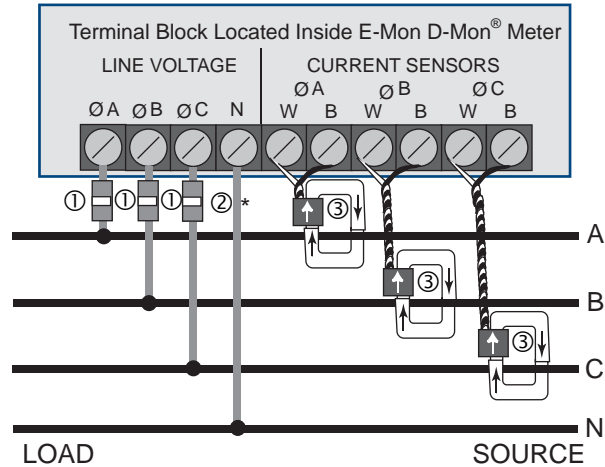 Terminal Block Located Inside E-Mon D-Mon® Meter
LINE VOLTAGE
CURRENT SENSORS
ØA ØB ØC N
ØA ØB ØC
W B W B W B
① ① ① ② * ③
A
③
B
③
C
N
LOAD SOURCE